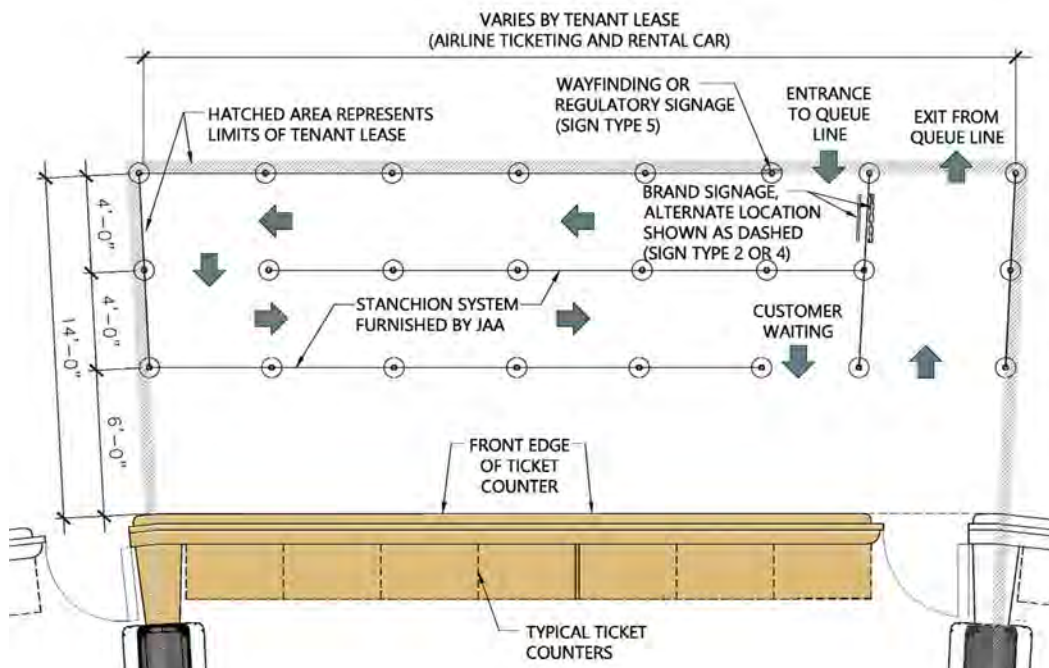 VARIES BY TENANT LEASE
(AIRLINE TICKETING AND RENTAL CAR)
HATCHED AREA REPRESENTS
LIMITS OF TENANT LEASE
WAYFINDING OR
REGULATORY SIGNAGE
(SIGN TYPE 5)
ENTRANCE
TO QUEUE
LINE
EXIT FROM
QUEUE LINE
BRAND SIGNAGE,
ALTERNATE LOCATION
SHOWN AS DASHED
(SIGN TYPE 2 OR 4)
4'-0"
4'-0"
14'-0"
6'-0"
STANCHION SYSTEM
FURNISHED BY JAA
CUSTOMER
WAITING
FRONT EDGE
OF TICKET
COUNTER
TYPICAL TICKET
COUNTERS